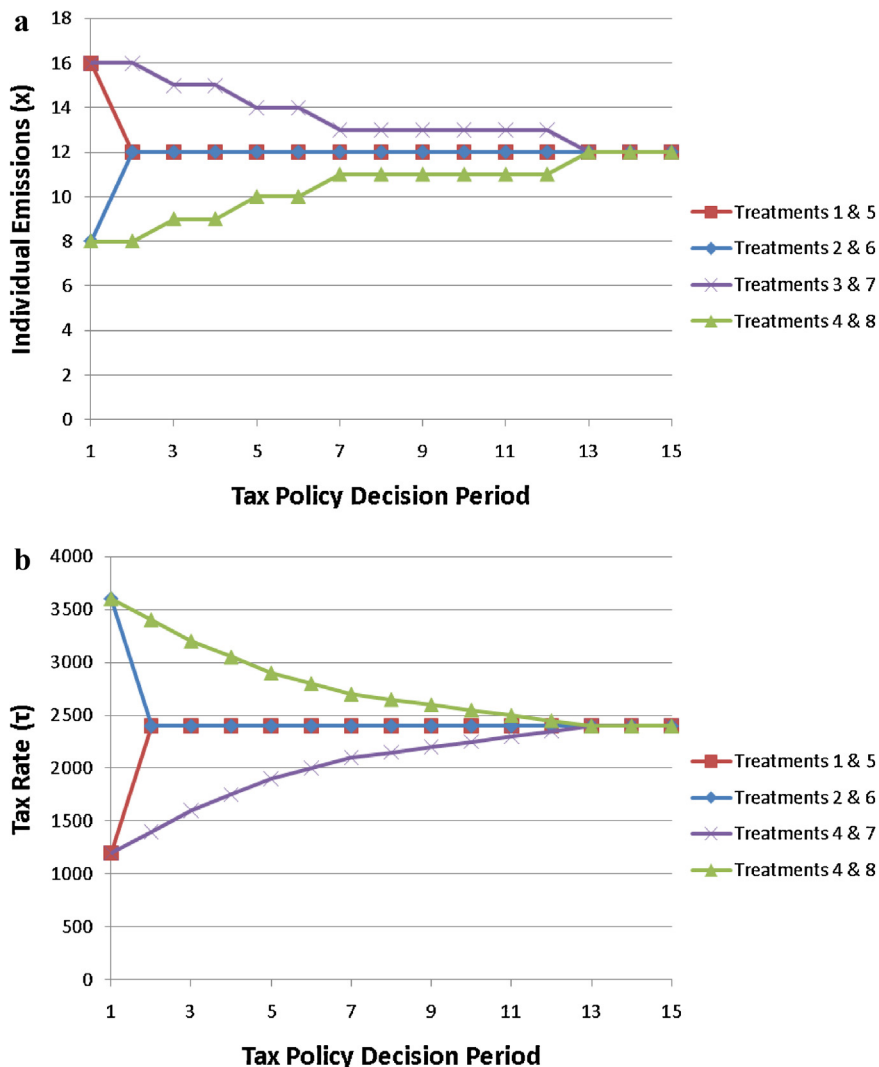 a
Individual Emissions (x)
18
16
14
12
10
8
6
4
2
0
1 3 5 7 9 11 13 15
Tax Policy Decision Period
Treatments 1 & 5
Treatments 2 & 6
Treatments 3 & 7
Treatments 4 & 8
b
Tax Rate (τ)
4000
3500
3000
2500
2000
1500
1000
500
0
1 3 5 7 9 11 13 15
Tax Policy Decision Period
Treatments 1 & 5
Treatments 2 & 6
Treatments 4 & 7
Treatments 4 & 8